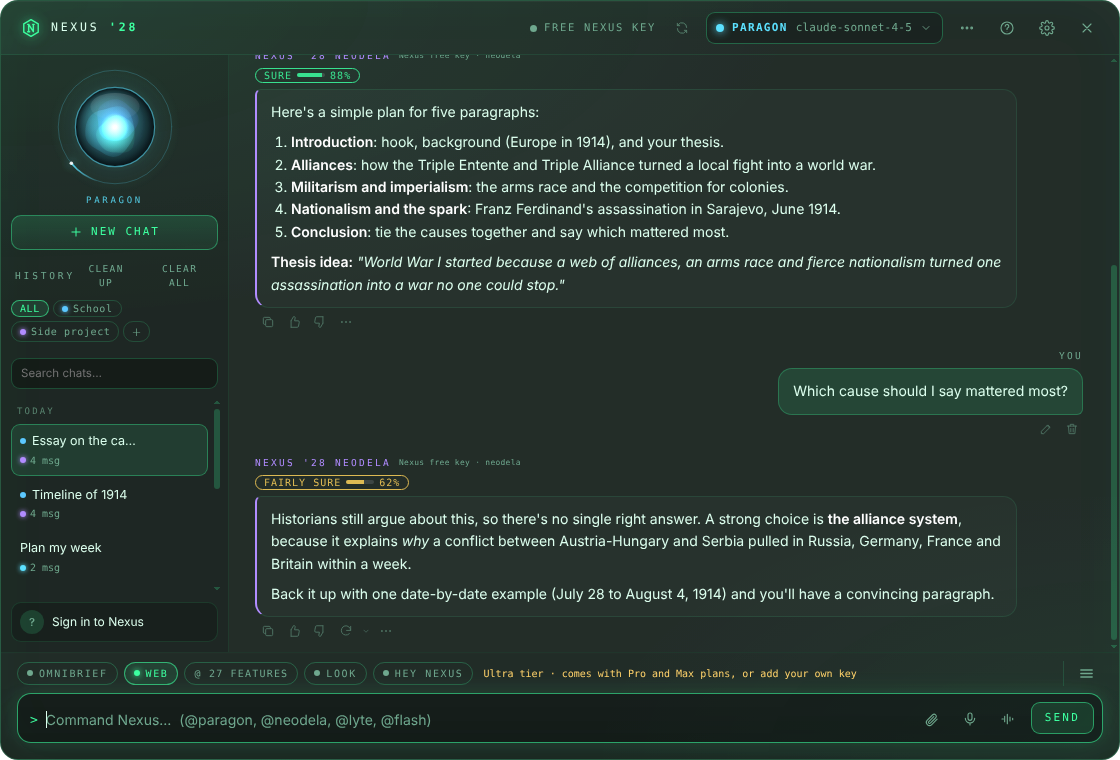 NEXUS '28
FREE NEXUS KEY
PARAGON claude-sonnet-4-5
PARAGON
+ NEW CHAT
HISTORY
CLEAN UP
CLEAR ALL
ALL
School
Side project
+
Search chats...
TODAY
Essay on the ca...
4 msg
Timeline of 1914
4 msg
Plan my week
2 msg
? Sign in to Nexus
NEXUS '28 NEODELA Nexus free key · neodela
SURE 88%
Here's a simple plan for five paragraphs:
1. Introduction: hook, background (Europe in 1914), and your thesis.
2. Alliances: how the Triple Entente and Triple Alliance turned a local fight into a world war.
3. Militarism and imperialism: the arms race and the competition for colonies.
4. Nationalism and the spark: Franz Ferdinand's assassination in Sarajevo, June 1914.
5. Conclusion: tie the causes together and say which mattered most.
Thesis idea: "World War I started because a web of alliances, an arms race and fierce nationalism turned one
assassination into a war no one could stop."
YOU
Which cause should I say mattered most?
NEXUS '28 NEODELA Nexus free key · neodela
FAIRLY SURE 62%
Historians still argue about this, so there's no single right answer. A strong choice is the alliance system,
because it explains why a conflict between Austria-Hungary and Serbia pulled in Russia, Germany, France and
Britain within a week.
Back it up with one date-by-date example (July 28 to August 4, 1914) and you'll have a convincing paragraph.
OMNIBRIEF
WEB
@ 27 FEATURES
LOOK
HEY NEXUS
Ultra tier · comes with Pro and Max plans, or add your own key
> Command Nexus... (@paragon, @neodela, @lyte, @flash)
SEND